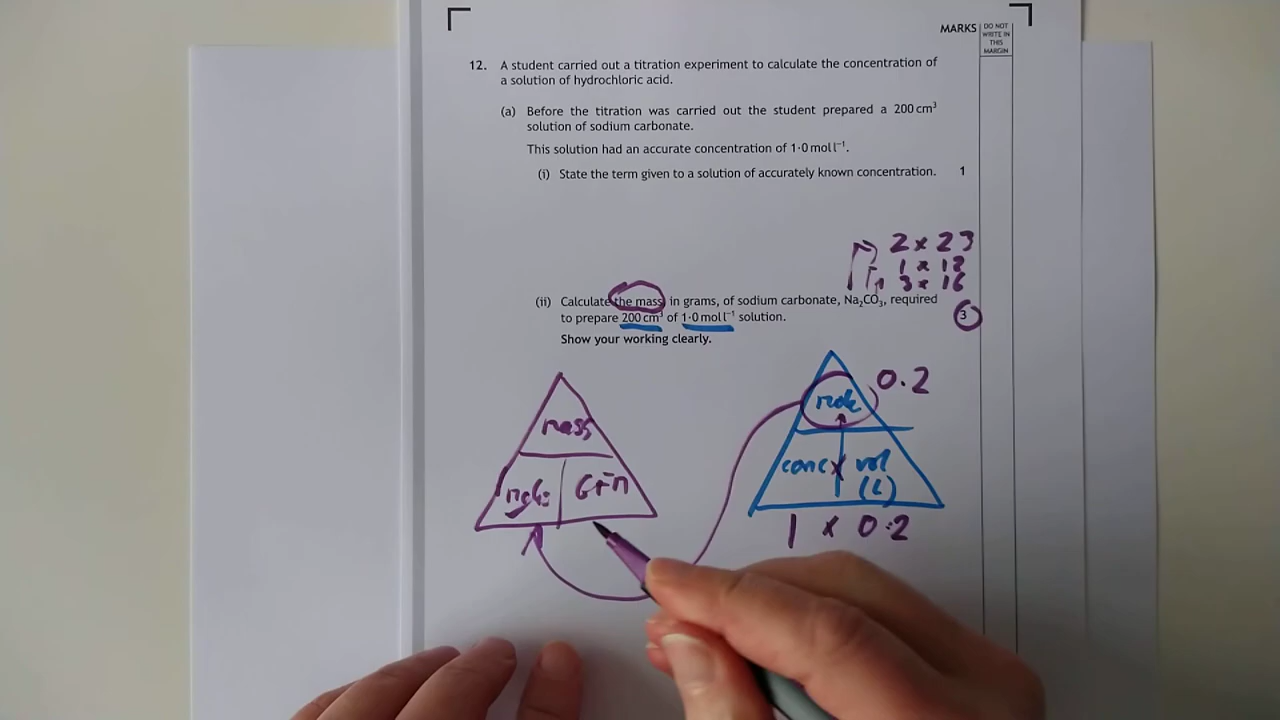 MARKS
DO NOT
WRITE IN
THIS
MARGIN
12. A student carried out a titration experiment to calculate the concentration of
a solution of hydrochloric acid.
(a) Before the titration was carried out the student prepared a 200 cm³
solution of sodium carbonate.
This solution had an accurate concentration of 1·0 mol l⁻¹.
(i) State the term given to a solution of accurately known concentration. 1
2 × 23
1 × 12
3 × 16
(ii) Calculate the mass, in grams, of sodium carbonate, Na₂CO₃, required
to prepare 200 cm³ of 1·0 mol l⁻¹ solution. 3
Show your working clearly.
mass
GFM
0.2
conc × vol
(L)
1 × 0.2